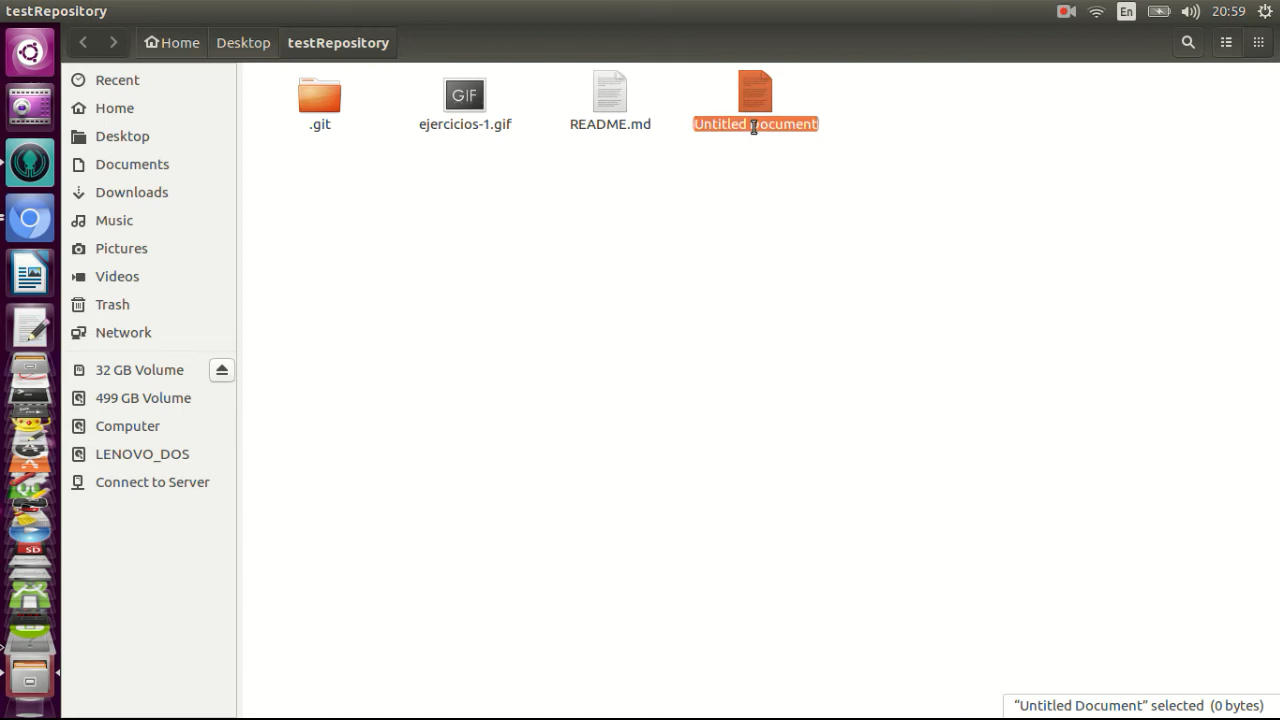 testRepository
En
20:59
Home
Desktop
testRepository
Recent
Home
Desktop
Documents
Downloads
Music
Pictures
Videos
Trash
Network
32 GB Volume
499 GB Volume
Computer
LENOVO_DOS
Connect to Server
.git
GIF
ejercicios-1.gif
README.md
Untitled Document
SD
“Untitled Document” selected (0 bytes)